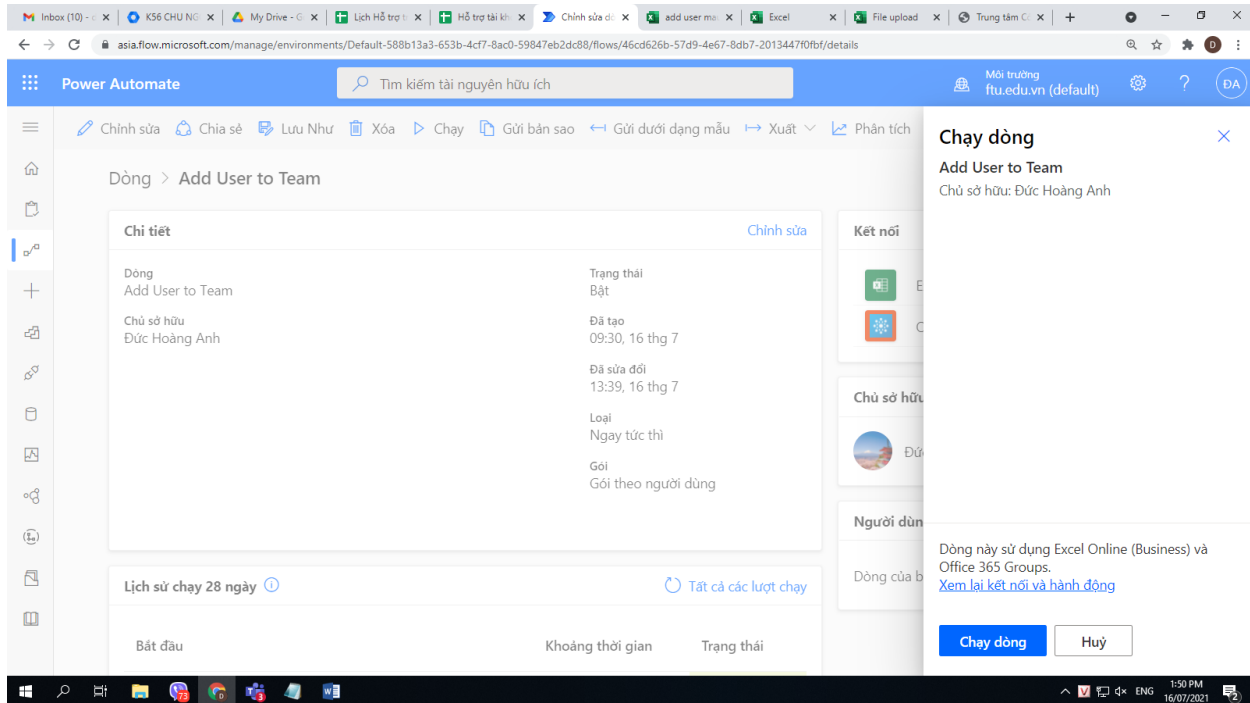 Inbox (10) - c
K56 CHU NG
My Drive - G
Lịch Hỗ trợ t
Hỗ trợ tài kh
Chỉnh sửa dò
add user mai
Excel
File upload
Trung tâm Cô
asia.flow.microsoft.com/manage/environments/Default-588b13a3-653b-4cf7-8ac0-59847eb2dc88/flows/46cd626b-57d9-4e67-8db7-2013447f0fbf/details
D
Power Automate
Tìm kiếm tài nguyên hữu ích
Môi trường
ftu.edu.vn (default)
ĐA
Chỉnh sửa Chia sẻ Lưu Như Xóa Chạy Gửi bản sao Gửi dưới dạng mẫu Xuất Phân tích
Dòng > Add User to Team
Chi tiết
Chỉnh sửa
Dòng
Add User to Team
Chủ sở hữu
Đức Hoàng Anh
Trạng thái
Bật
Đã tạo
09:30, 16 thg 7
Đã sửa đổi
13:39, 16 thg 7
Loại
Ngay tức thì
Gói
Gói theo người dùng
Lịch sử chạy 28 ngày
Tất cả các lượt chạy
Bắt đầu
Khoảng thời gian
Trạng thái
Kết nối
E
Chủ sở hữu
Đứ
Người dùn
Dòng của b
Chạy dòng
Add User to Team
Chủ sở hữu: Đức Hoàng Anh
Dòng này sử dụng Excel Online (Business) và
Office 365 Groups.
Xem lại kết nối và hành động
Chạy dòng
Huỷ
73
3
ENG
1:50 PM
16/07/2021
2